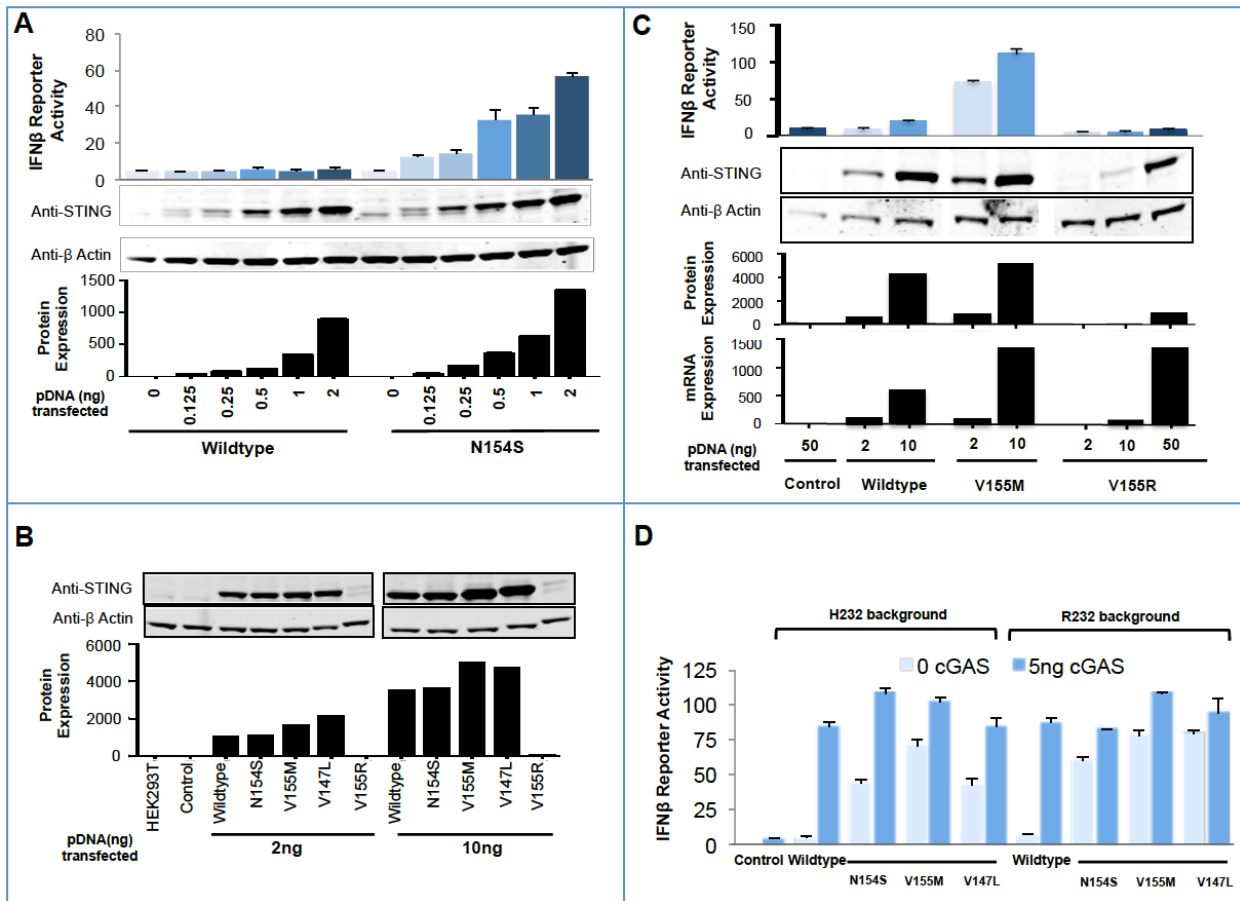 A
IFNβ Reporter
Activity
80
60
40
20
0
Anti-STING
Anti-β Actin
Protein
Expression
1500
1000
500
0
pDNA (ng)
transfected
0
0.125
0.25
0.5
1
2
0
0.125
0.25
0.5
1
2
Wildtype
N154S
B
Anti-STING
Anti-β Actin
Protein
Expression
6000
4000
2000
0
HEK293T
Control
Wildtype
N154S
V155M
V147L
V155R
Wildtype
N154S
V155M
V147L
V155R
pDNA(ng)
transfected
2ng
10ng
C
IFNβ Reporter
Activity
150
100
50
0
Anti-STING
Anti-β Actin
Protein
Expression
6000
4000
2000
0
mRNA
Expression
1500
1000
500
0
pDNA (ng)
transfected
50
2
10
2
10
2
10
50
Control
Wildtype
V155M
V155R
D
H232 background
R232 background
0 cGAS
5ng cGAS
IFNβ Reporter Activity
125
100
75
50
25
0
Control
Wildtype
N154S
V155M
V147L
Wildtype
N154S
V155M
V147L